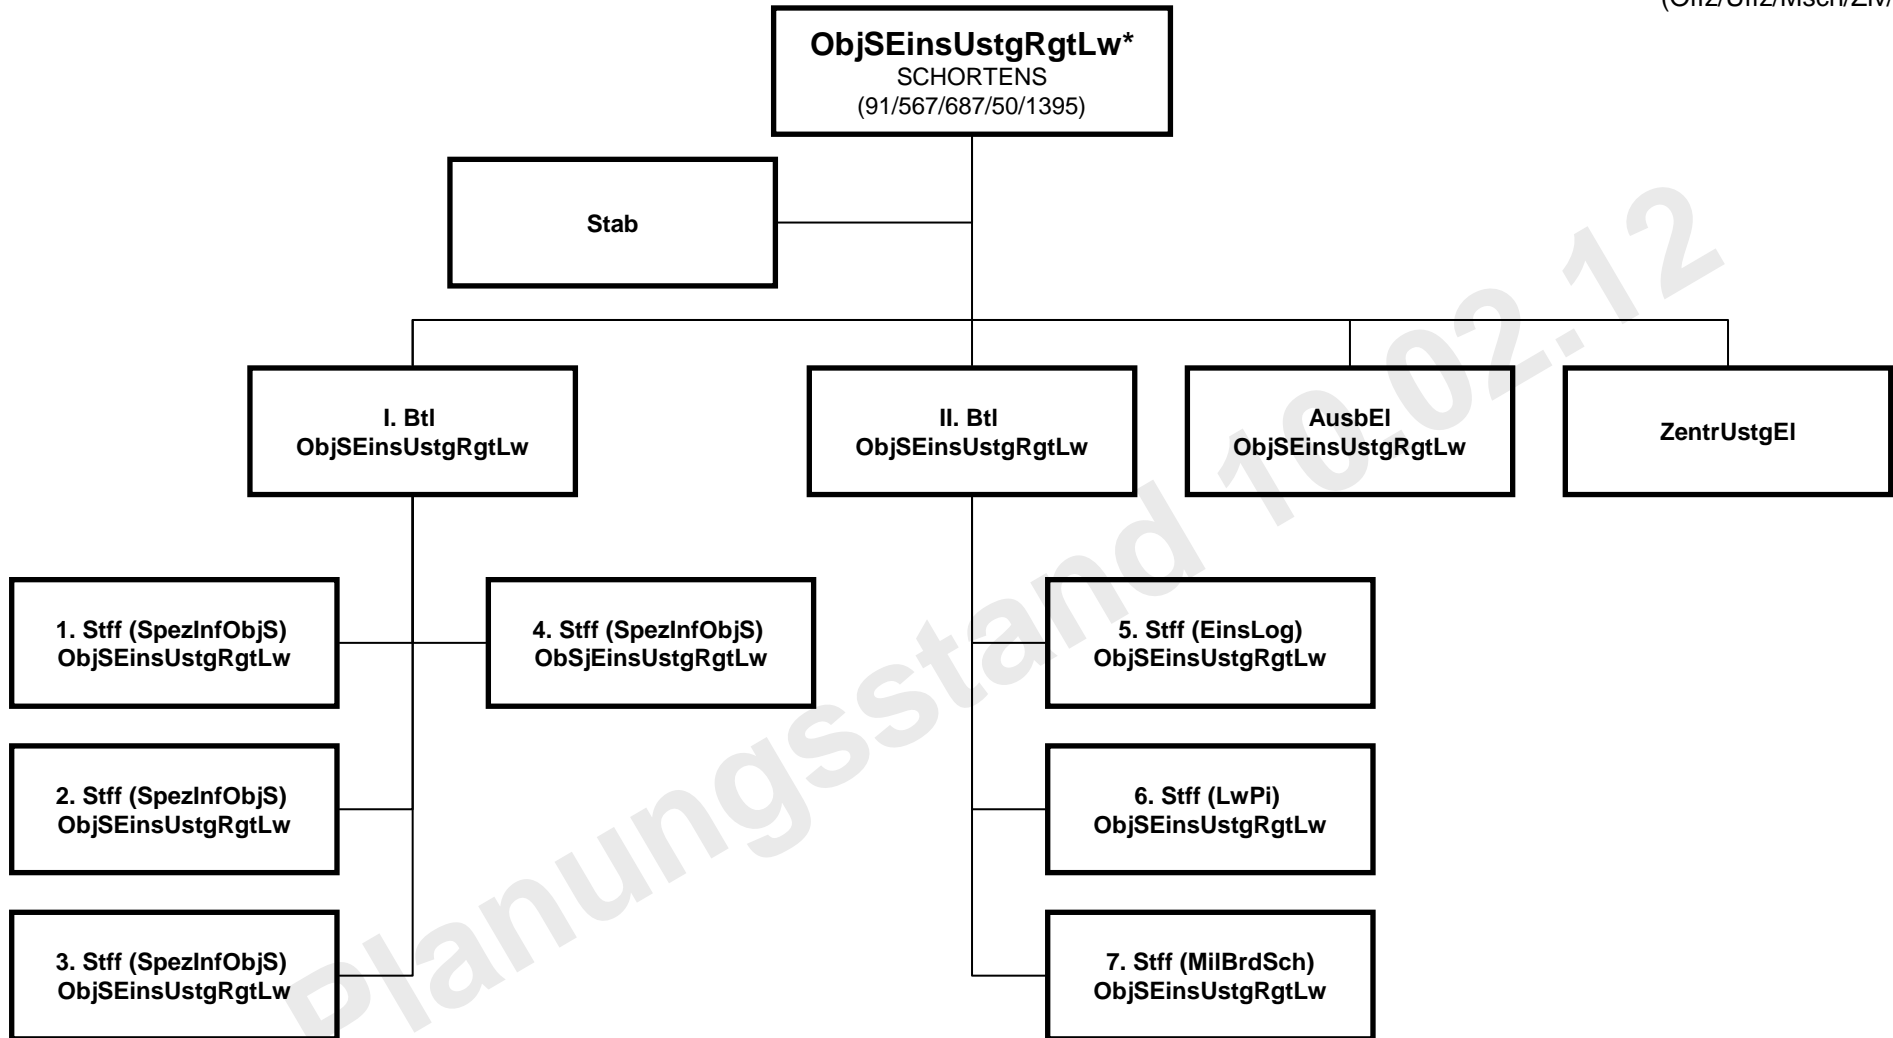 (Offz/Uffz/Msch/Ziv/
ObjSEinsUstgRgtLw*
SCHORTENS
(91/567/687/50/1395)
Stab
I. Btl
ObjSEinsUstgRgtLw
II. Btl
ObjSEinsUstgRgtLw
AusbEl
ObjSEinsUstgRgtLw
ZentrUstgEl
1. Stff (SpezInfObjS)
ObjSEinsUstgRgtLw
4. Stff (SpezInfObjS)
ObSjEinsUstgRgtLw
5. Stff (EinsLog)
ObjSEinsUstgRgtLw
2. Stff (SpezInfObjS)
ObjSEinsUstgRgtLw
6. Stff (LwPi)
ObjSEinsUstgRgtLw
3. Stff (SpezInfObjS)
ObjSEinsUstgRgtLw
7. Stff (MilBrdSch)
ObjSEinsUstgRgtLw
Planungsstand 10.02.12